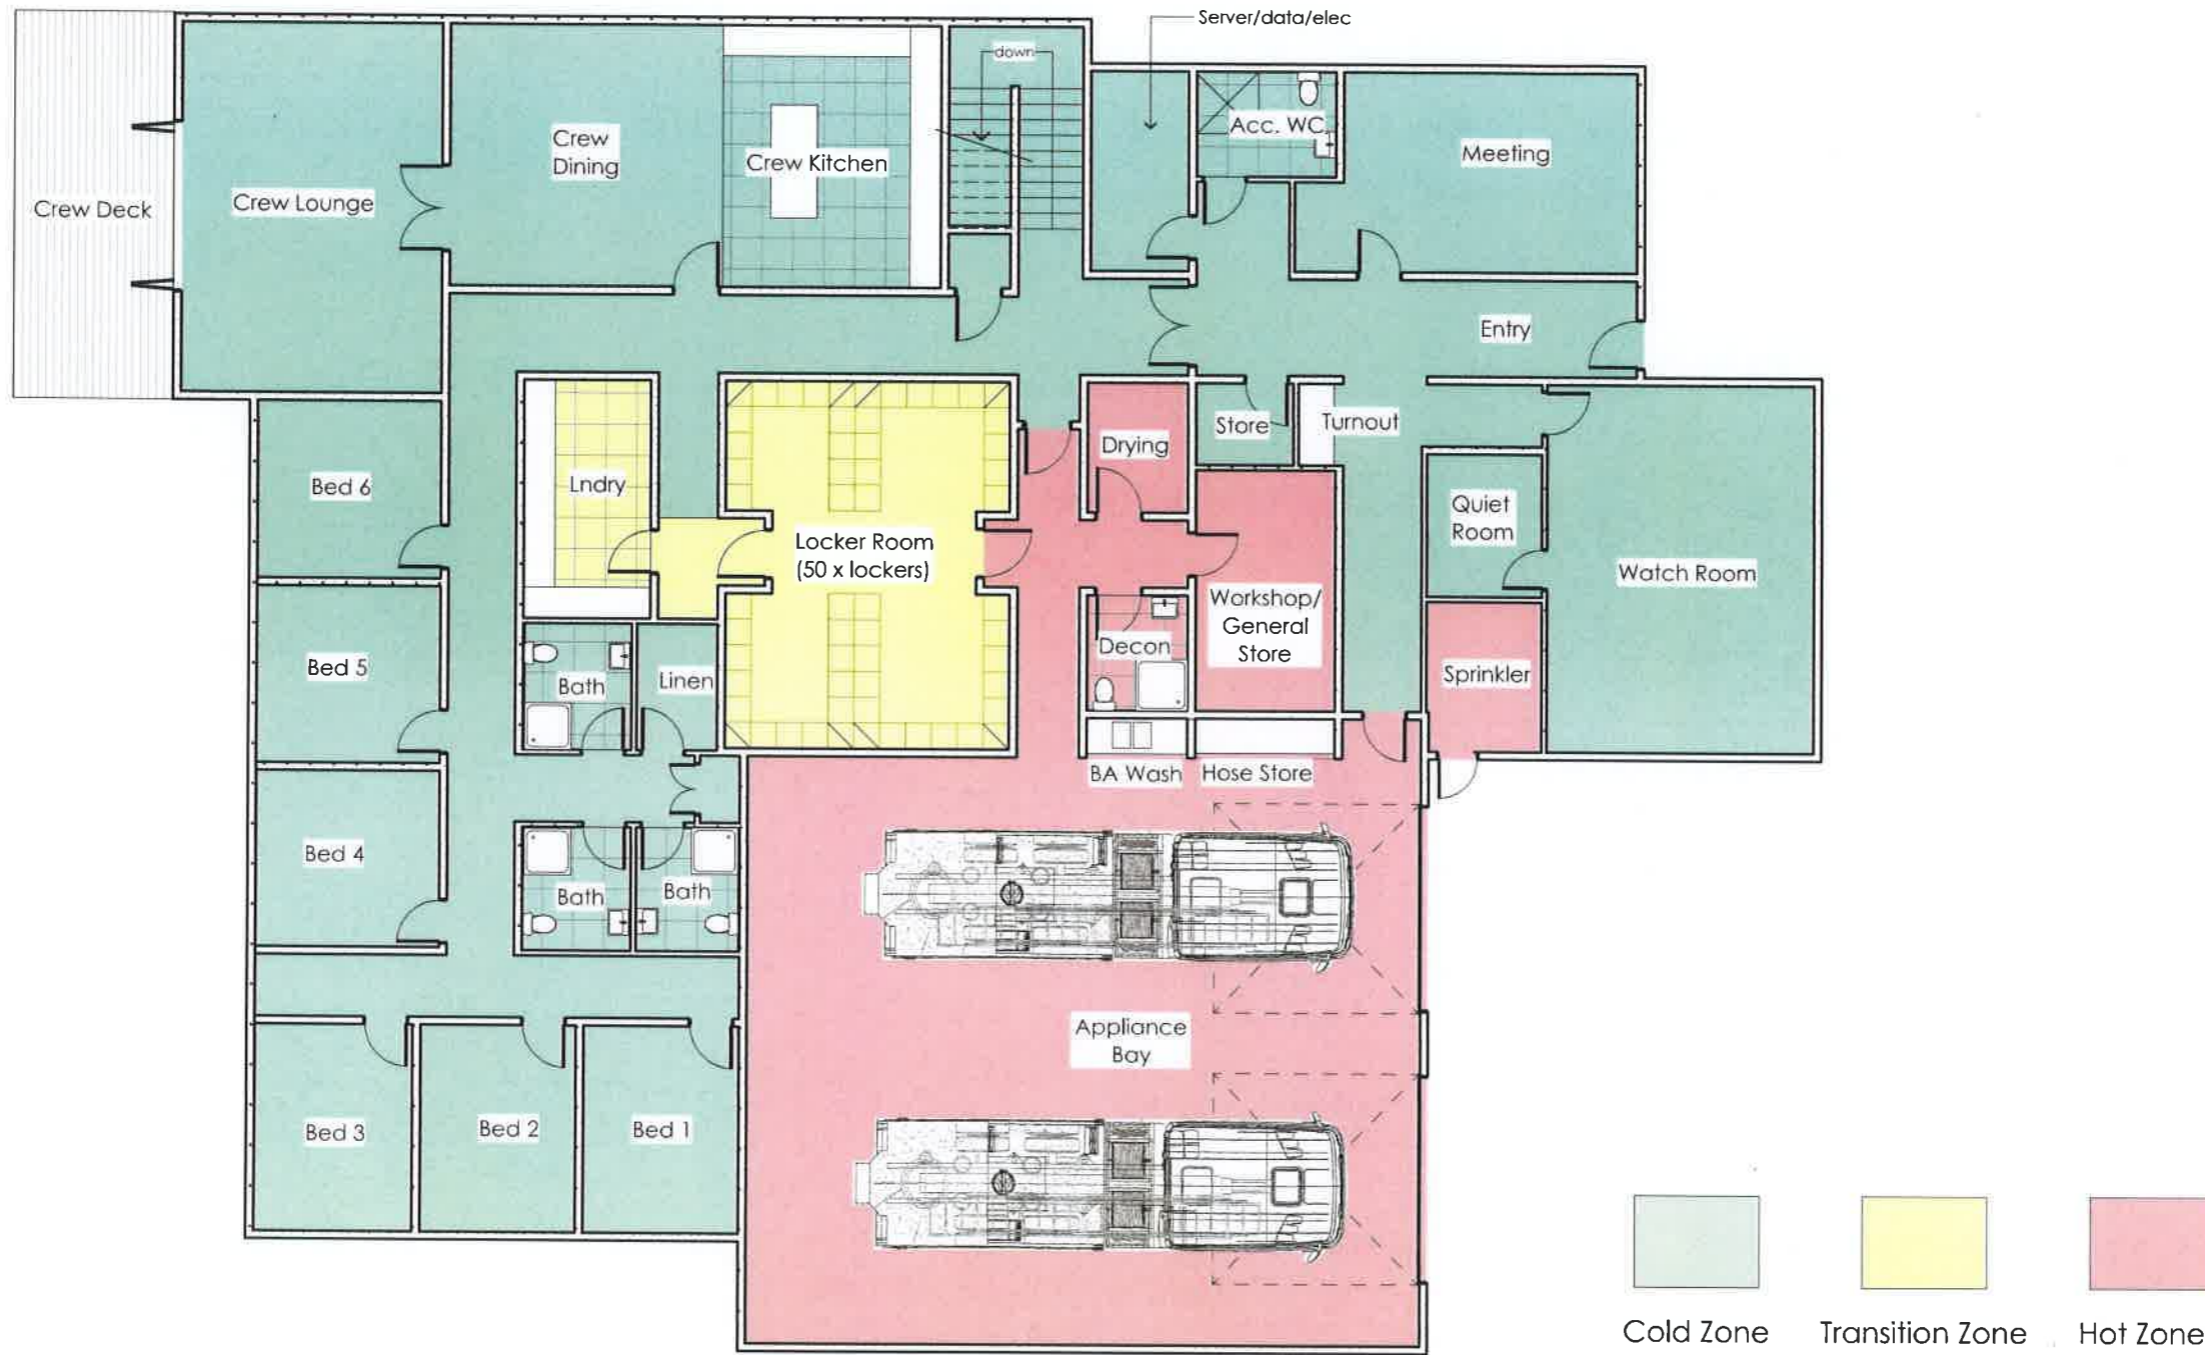 Server/data/elec
down
Acc. WC
Crew
Dining
Crew Kitchen
Meeting
Crew Deck
Crew Lounge
Entry
Store
Turnout
Drying
Bed 6
Lndry
Quiet
Room
Locker Room
(50 x lockers)
Watch Room
Workshop/
General
Store
Decon
Sprinkler
Bed 5
Bath
Linen
BA Wash
Hose Store
Bed 4
Bath
Bath
Appliance
Bay
Bed 3
Bed 2
Bed 1
Cold Zone
Transition Zone
Hot Zone